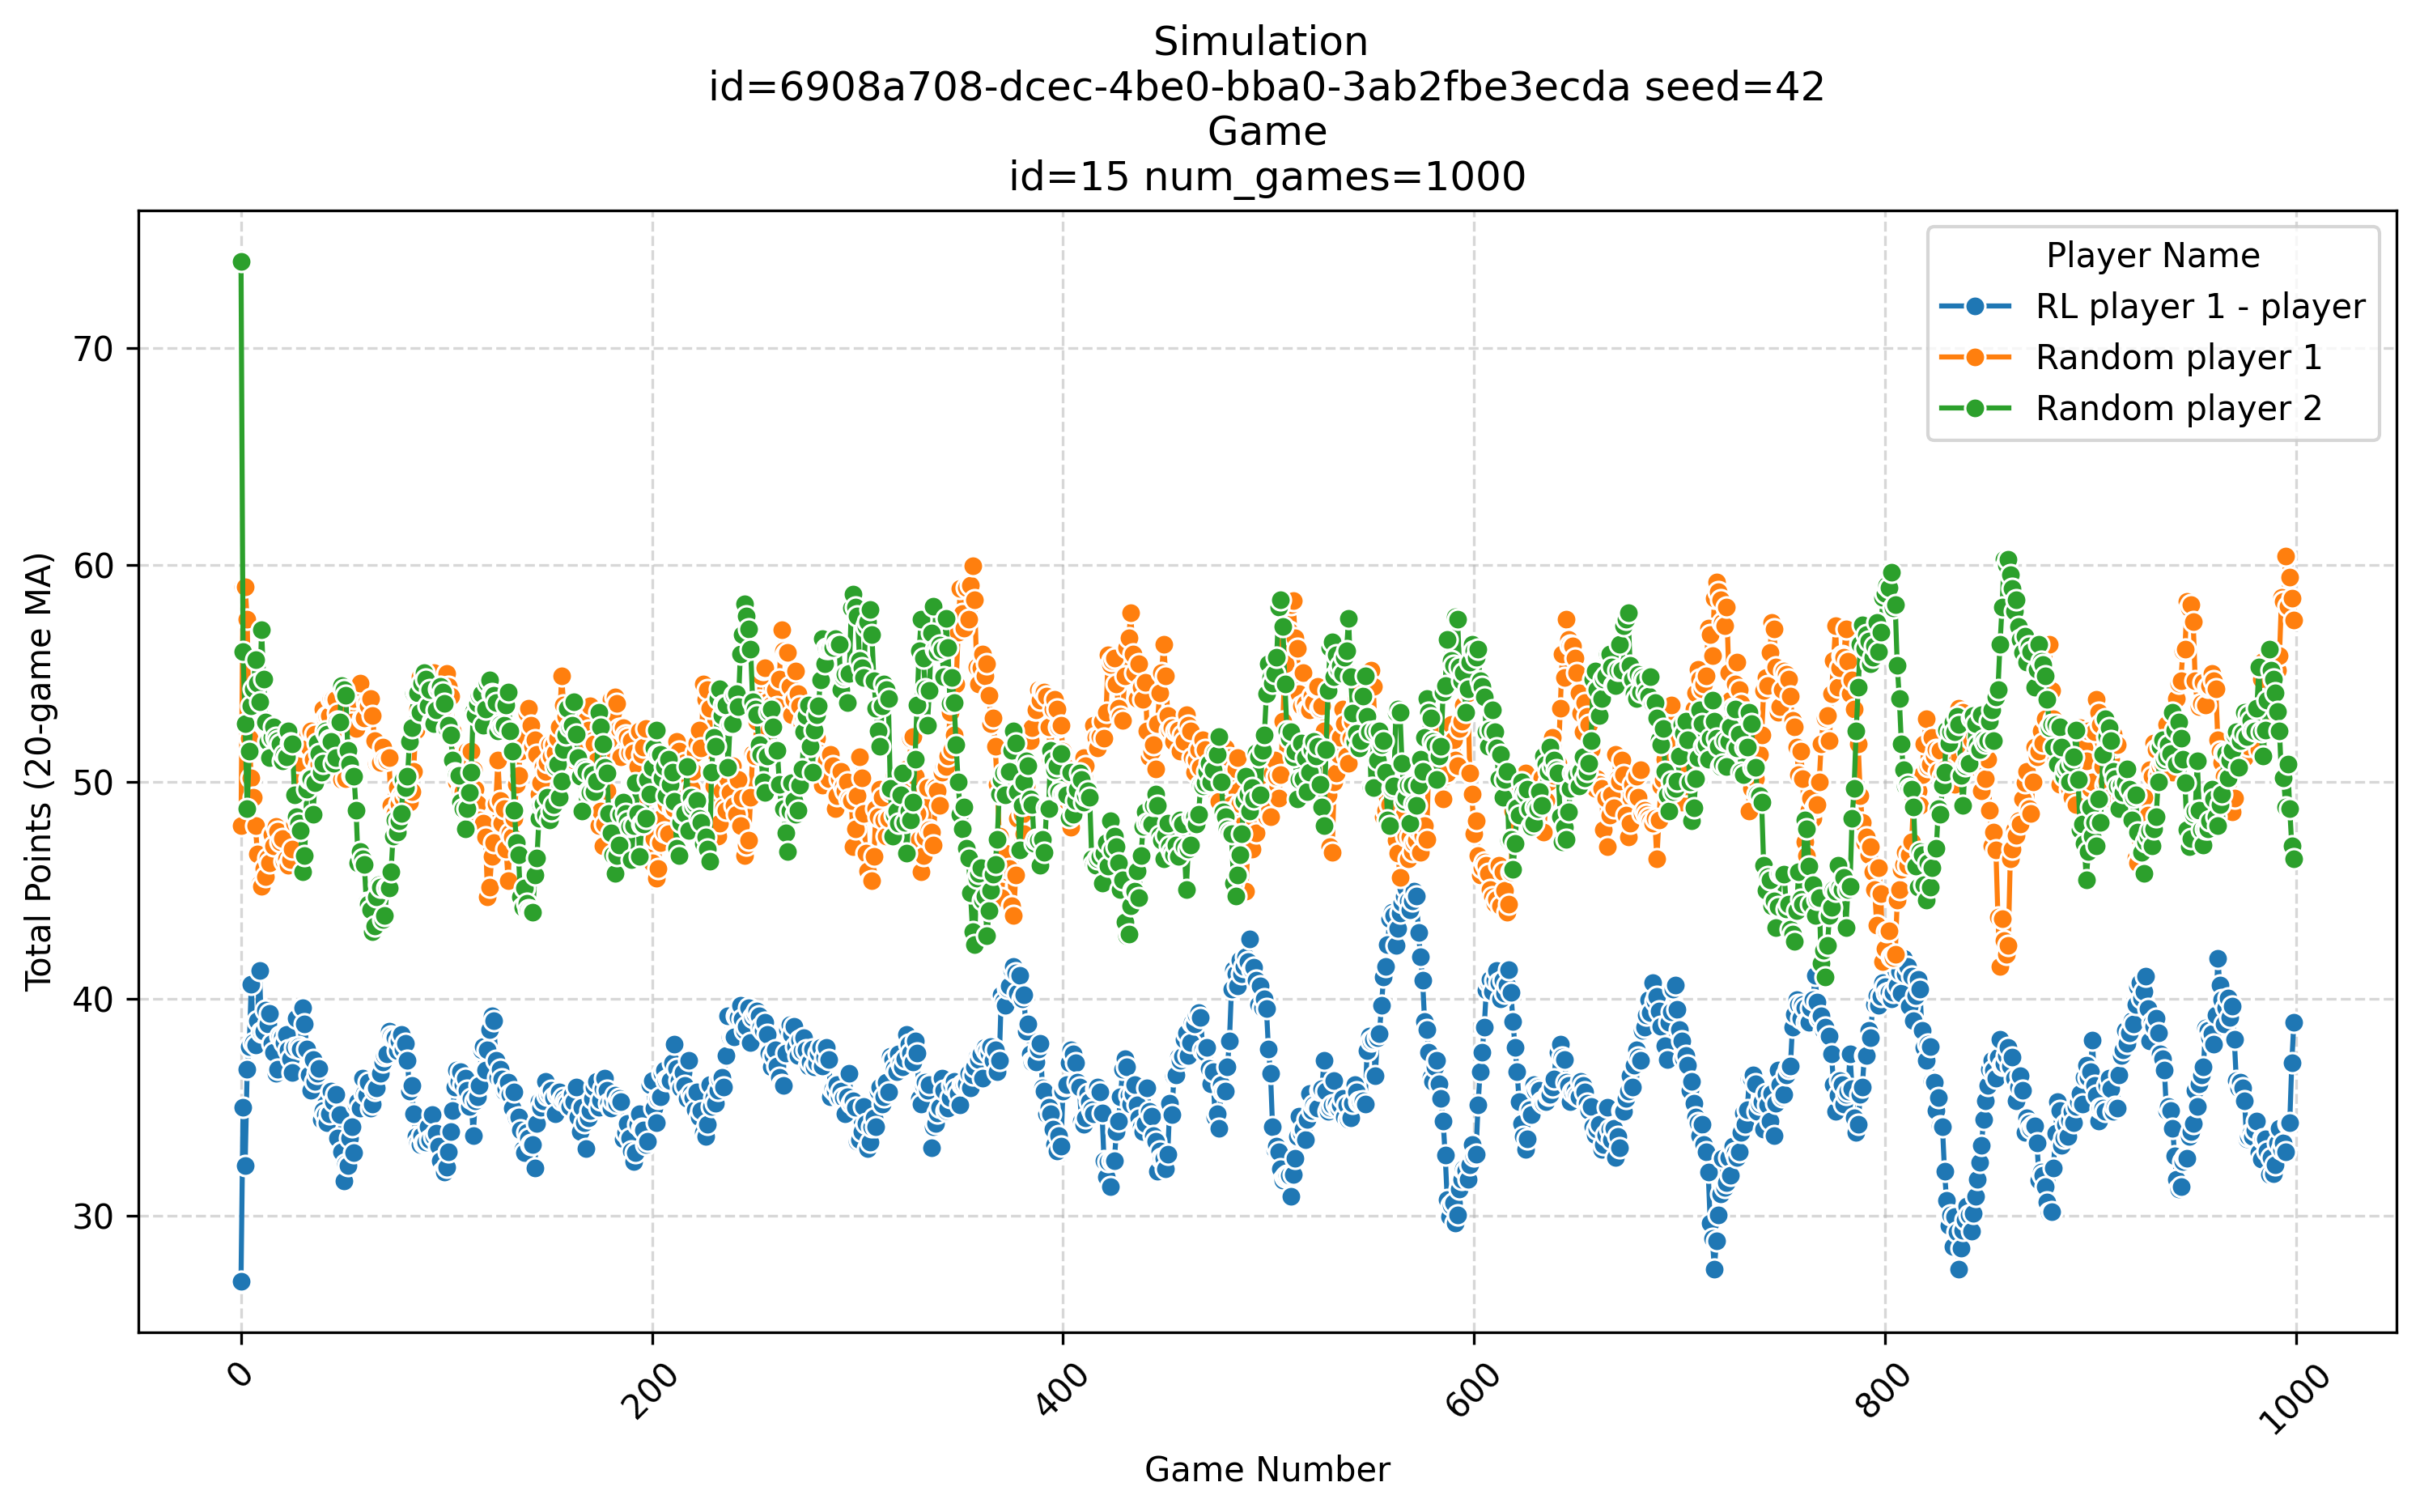 Simulation
id=6908a708-dcec-4be0-bba0-3ab2fbe3ecda seed=42
Game
id=15 num_games=1000
Player Name
RL player 1 - player
Random player 1
Random player 2
Total Points (20-game MA)
70
60
50
40
30
0
200
400
600
800
1000
Game Number